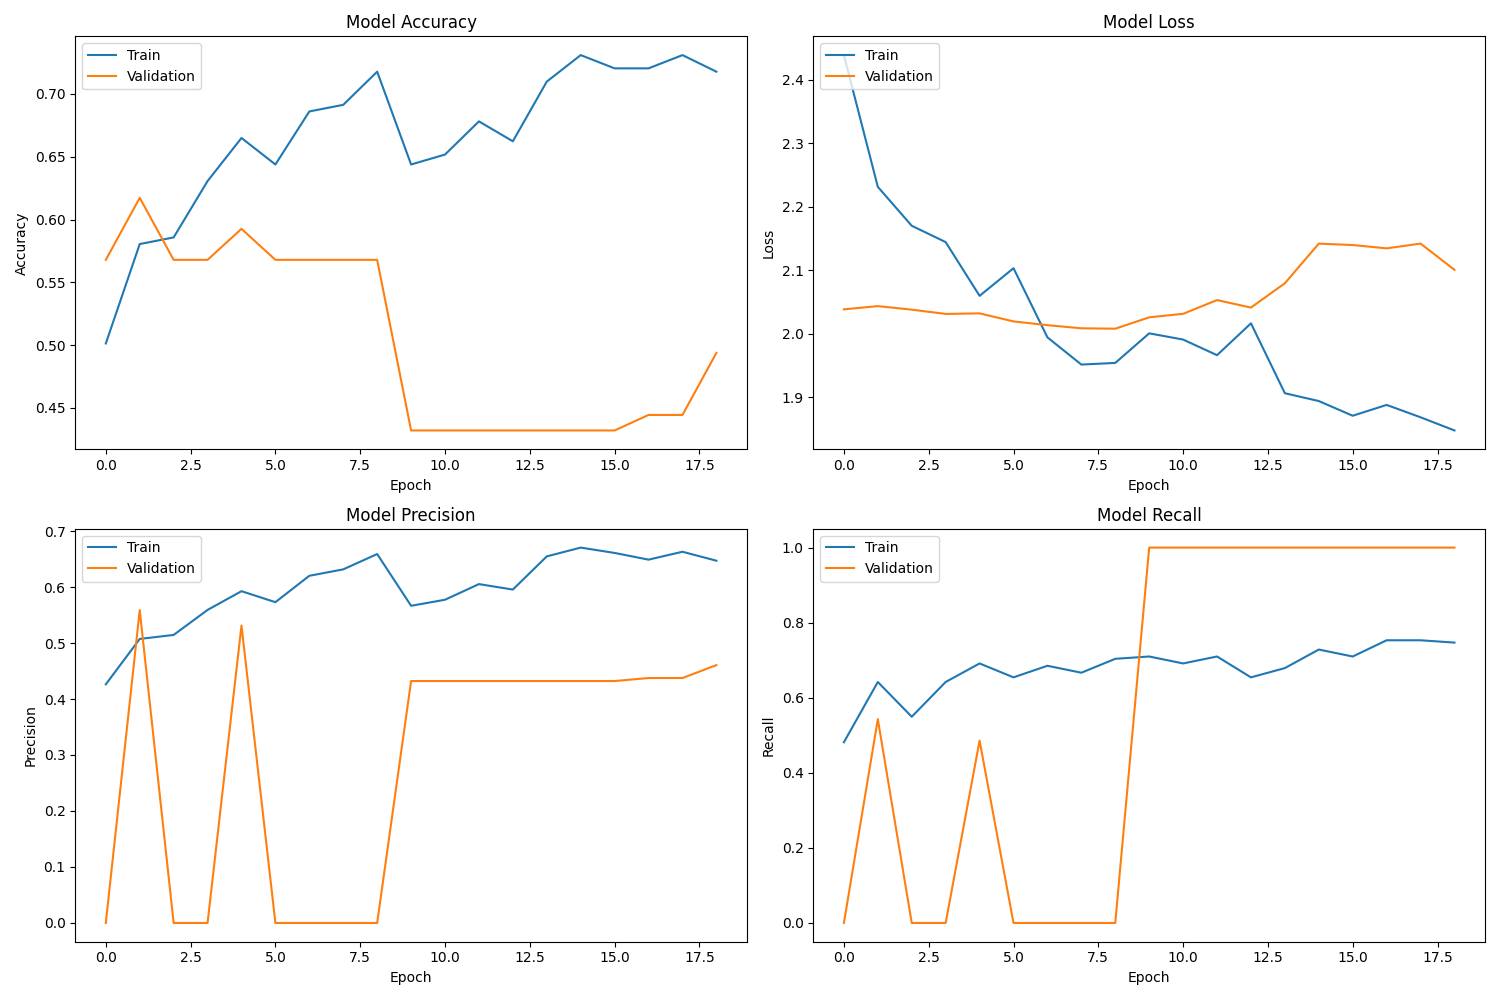 Model Accuracy
Train
Validation
0.70
0.65
0.60
0.55
0.50
0.45
Accuracy
0.0 2.5 5.0 7.5 10.0 12.5 15.0 17.5
Epoch
Model Loss
Train
Validation
2.4
2.3
2.2
2.1
2.0
1.9
Loss
0.0 2.5 5.0 7.5 10.0 12.5 15.0 17.5
Epoch
Model Precision
Train
Validation
0.7
0.6
0.5
0.4
0.3
0.2
0.1
0.0
Precision
0.0 2.5 5.0 7.5 10.0 12.5 15.0 17.5
Epoch
Model Recall
Train
Validation
1.0
0.8
0.6
0.4
0.2
0.0
Recall
0.0 2.5 5.0 7.5 10.0 12.5 15.0 17.5
Epoch